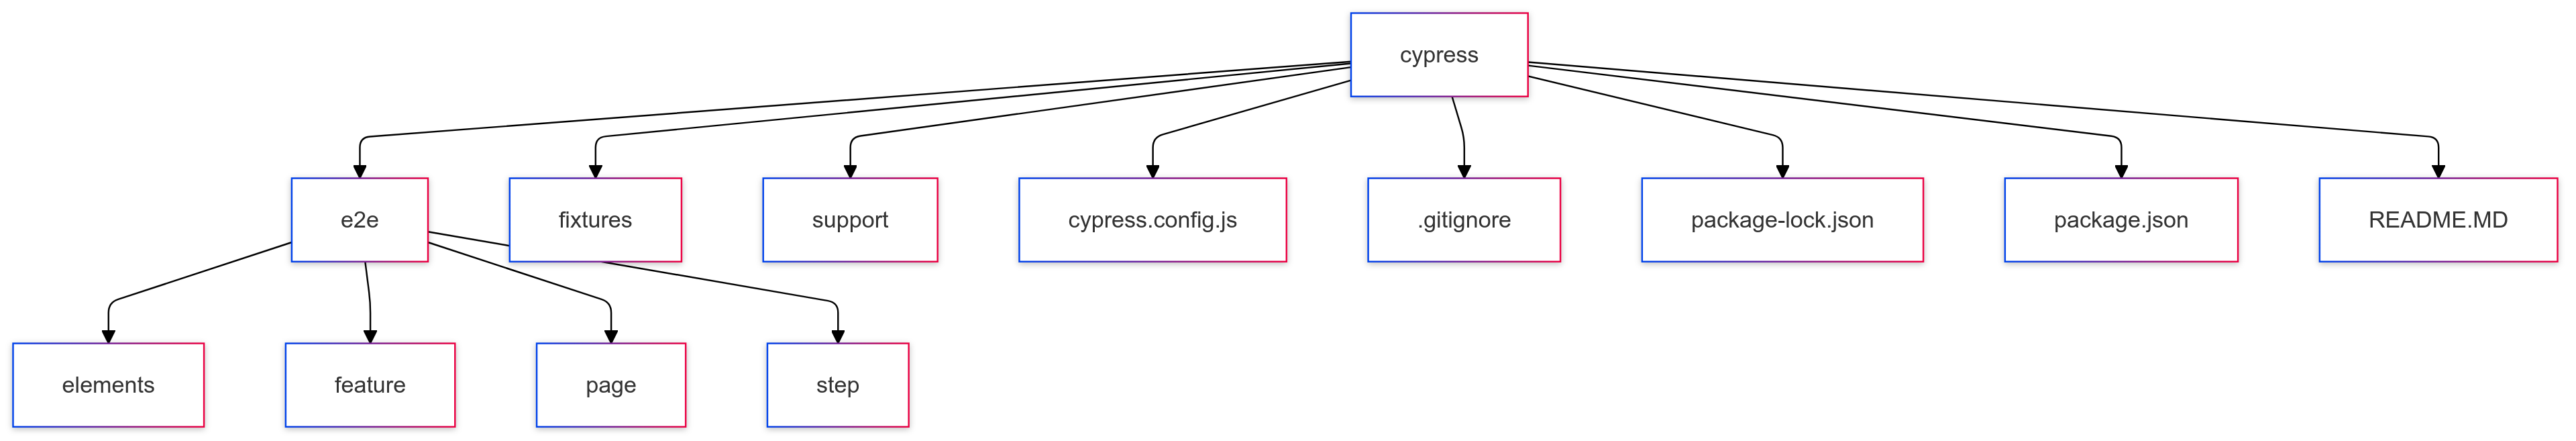 cypress
e2e
fixtures
support
cypress.config.js
.gitignore
package-lock.json
package.json
README.MD
elements
feature
page
step